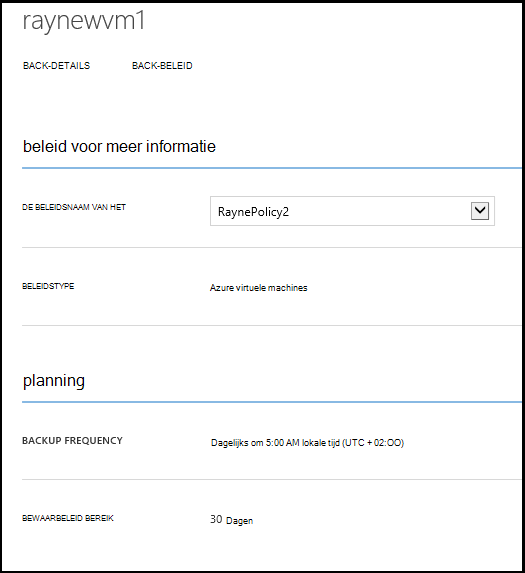 raynewvm1
BACK-DETAILS BACK-BELEID
beleid voor meer informatie
DE BELEIDSNAAM VAN HET RaynePolicy2
BELEIDSTYPE Azure virtuele machines
planning
BACKUP FREQUENCY Dagelijks om 5:00 AM lokale tijd (UTC + 02:OO)
BEWAARBELEID BEREIK 30 Dagen